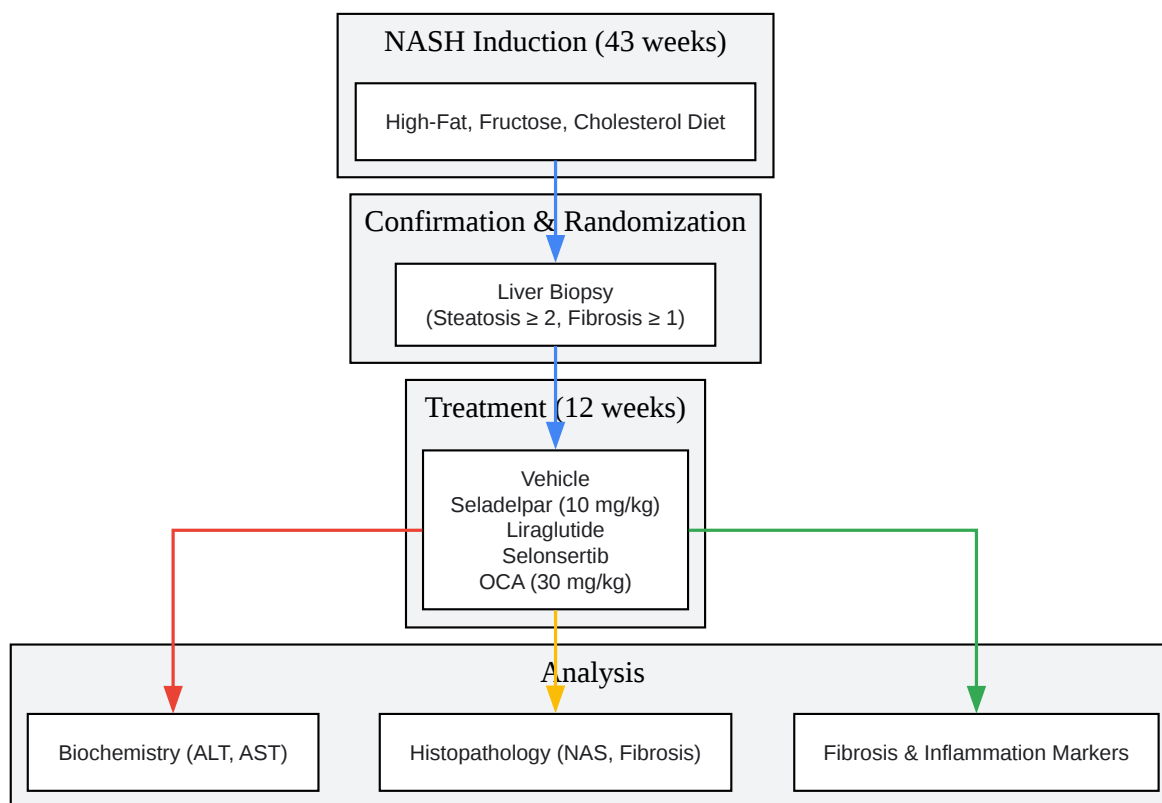 NASH Induction (43 weeks)
High-Fat, Fructose, Cholesterol Diet
Confirmation & Randomization
Liver Biopsy
(Steatosis ≥ 2, Fibrosis ≥ 1)
Treatment (12 weeks)
Vehicle
Seladelpar (10 mg/kg)
Liraglutide
Selonsertib
OCA (30 mg/kg)
Analysis
Biochemistry (ALT, AST)
Histopathology (NAS, Fibrosis)
Fibrosis & Inflammation Markers